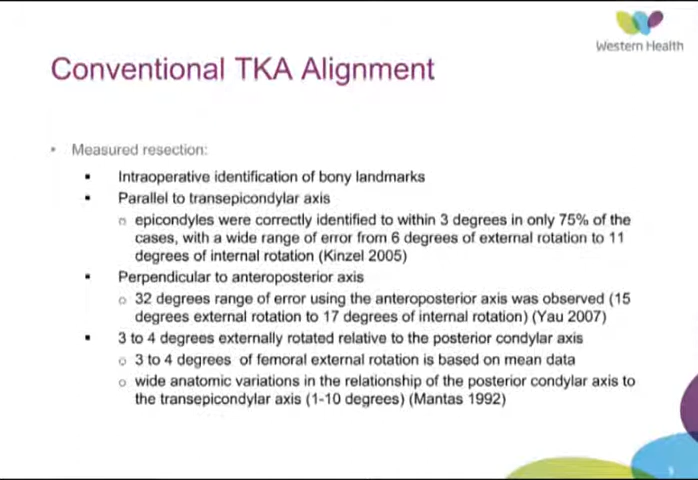 Western Health
Conventional TKA Alignment
• Measured resection:
▪ Intraoperative identification of bony landmarks
▪ Parallel to transepicondylar axis
o epicondyles were correctly identified to within 3 degrees in only 75% of the
cases, with a wide range of error from 6 degrees of external rotation to 11
degrees of internal rotation (Kinzel 2005)
▪ Perpendicular to anteroposterior axis
o 32 degrees range of error using the anteroposterior axis was observed (15
degrees external rotation to 17 degrees of internal rotation) (Yau 2007)
▪ 3 to 4 degrees externally rotated relative to the posterior condylar axis
o 3 to 4 degrees of femoral external rotation is based on mean data
o wide anatomic variations in the relationship of the posterior condylar axis to
the transepicondylar axis (1-10 degrees) (Mantas 1992)